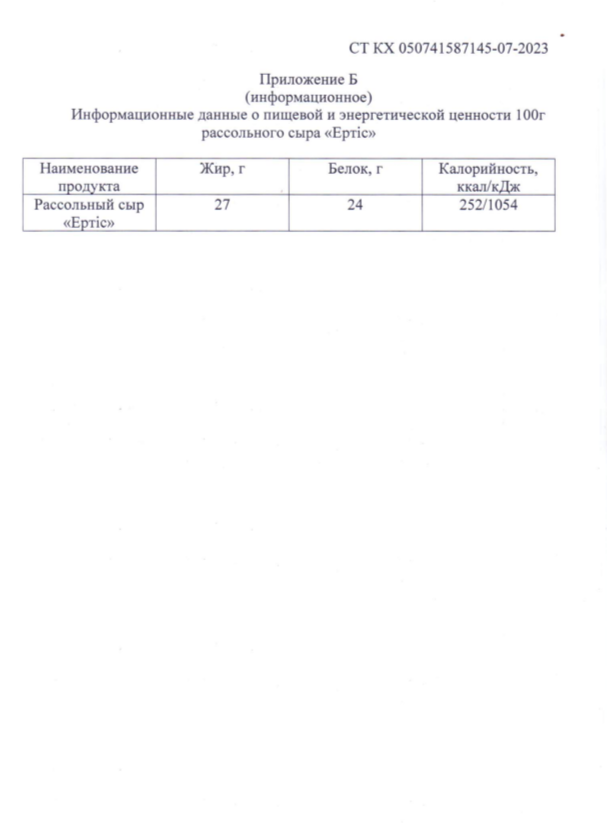 СТ КХ 050741587145-07-2023
Приложение Б
(информационное)
Информационные данные о пищевой и энергетической ценности 100г
рассольного сыра «Ертіс»
Наименование продукта
Жир, г
Белок, г
Калорийность, ккал/кДж
Рассольный сыр «Ертіс»
27
24
252/1054